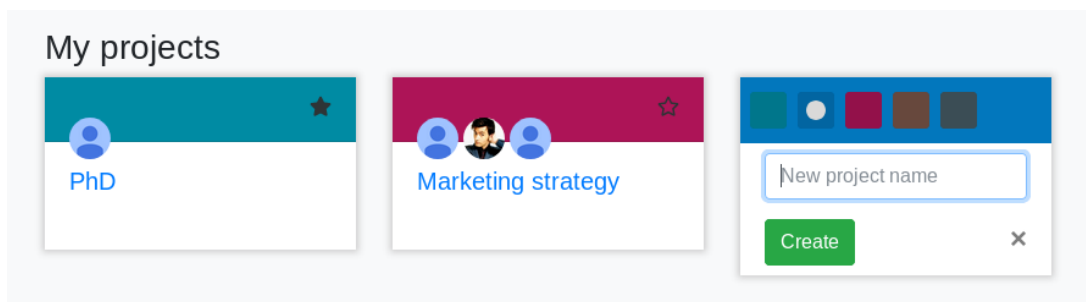 My projects
PhD
Marketing strategy
New project name
Create